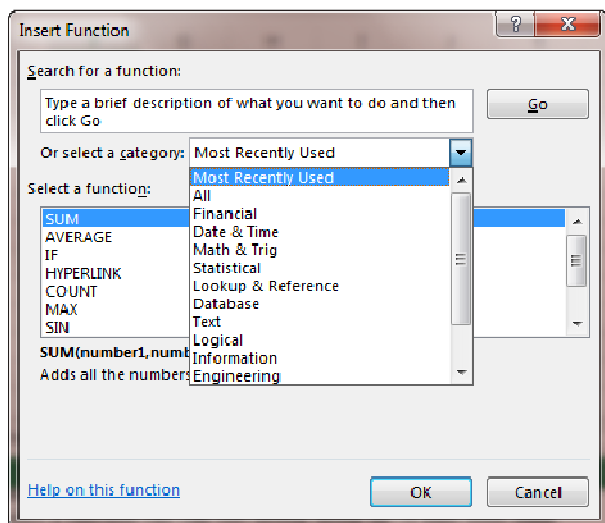 Insert Function
Search for a function:
Type a brief description of what you want to do and then
click Go
Go
Or select a category: Most Recently Used
Most Recently Used
All
Financial
Date & Time
Math & Trig
Statistical
Lookup & Reference
Database
Text
Logical
Information
Engineering
Select a function:
SUM
AVERAGE
IF
HYPERLINK
COUNT
MAX
SIN
SUM(number1,numb
Adds all the numbers
Help on this function
OK
Cancel